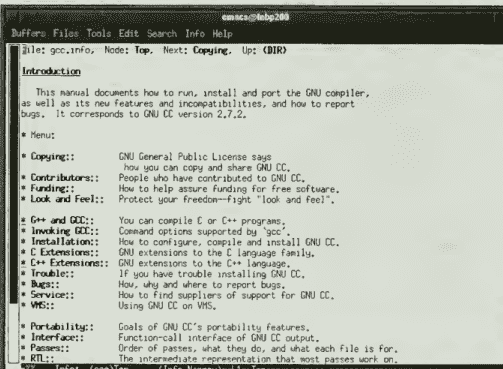 emacs@lnbp200
Buffers Files Tools Edit Search Info Help
File: gcc.info, Node: Top, Next: Copying, Up: (DIR)
Introduction
This manual documents how to run, install and port the GNU compiler,
as well as its new features and incompatibilities, and how to report
bugs. It corresponds to GNU CC version 2.7.2.
* Menu:
* Copying:: GNU General Public License says
how you can copy and share GNU CC.
* Contributors:: People who have contributed to GNU CC.
* Funding:: How to help assure funding for free software.
* Look and Feel:: Protect your freedom--fight "look and feel".
* G++ and GCC:: You can compile C or C++ programs.
* Invoking GCC:: Command options supported by `gcc'.
* Installation:: How to configure, compile and install GNU CC.
* C Extensions:: GNU extensions to the C language family.
* C++ Extensions:: GNU extensions to the C++ language.
* Trouble:: If you have trouble installing GNU CC.
* Bugs:: How, why and where to report bugs.
* Service:: How to find suppliers of support for GNU CC.
* VMS:: Using GNU CC on VMS.
* Portability:: Goals of GNU CC's portability features.
* Interface:: Function-call interface of GNU CC output.
* Passes:: Order of passes, what they do, and what each file is for.
* RTL:: The intermediate representation that most passes work on.